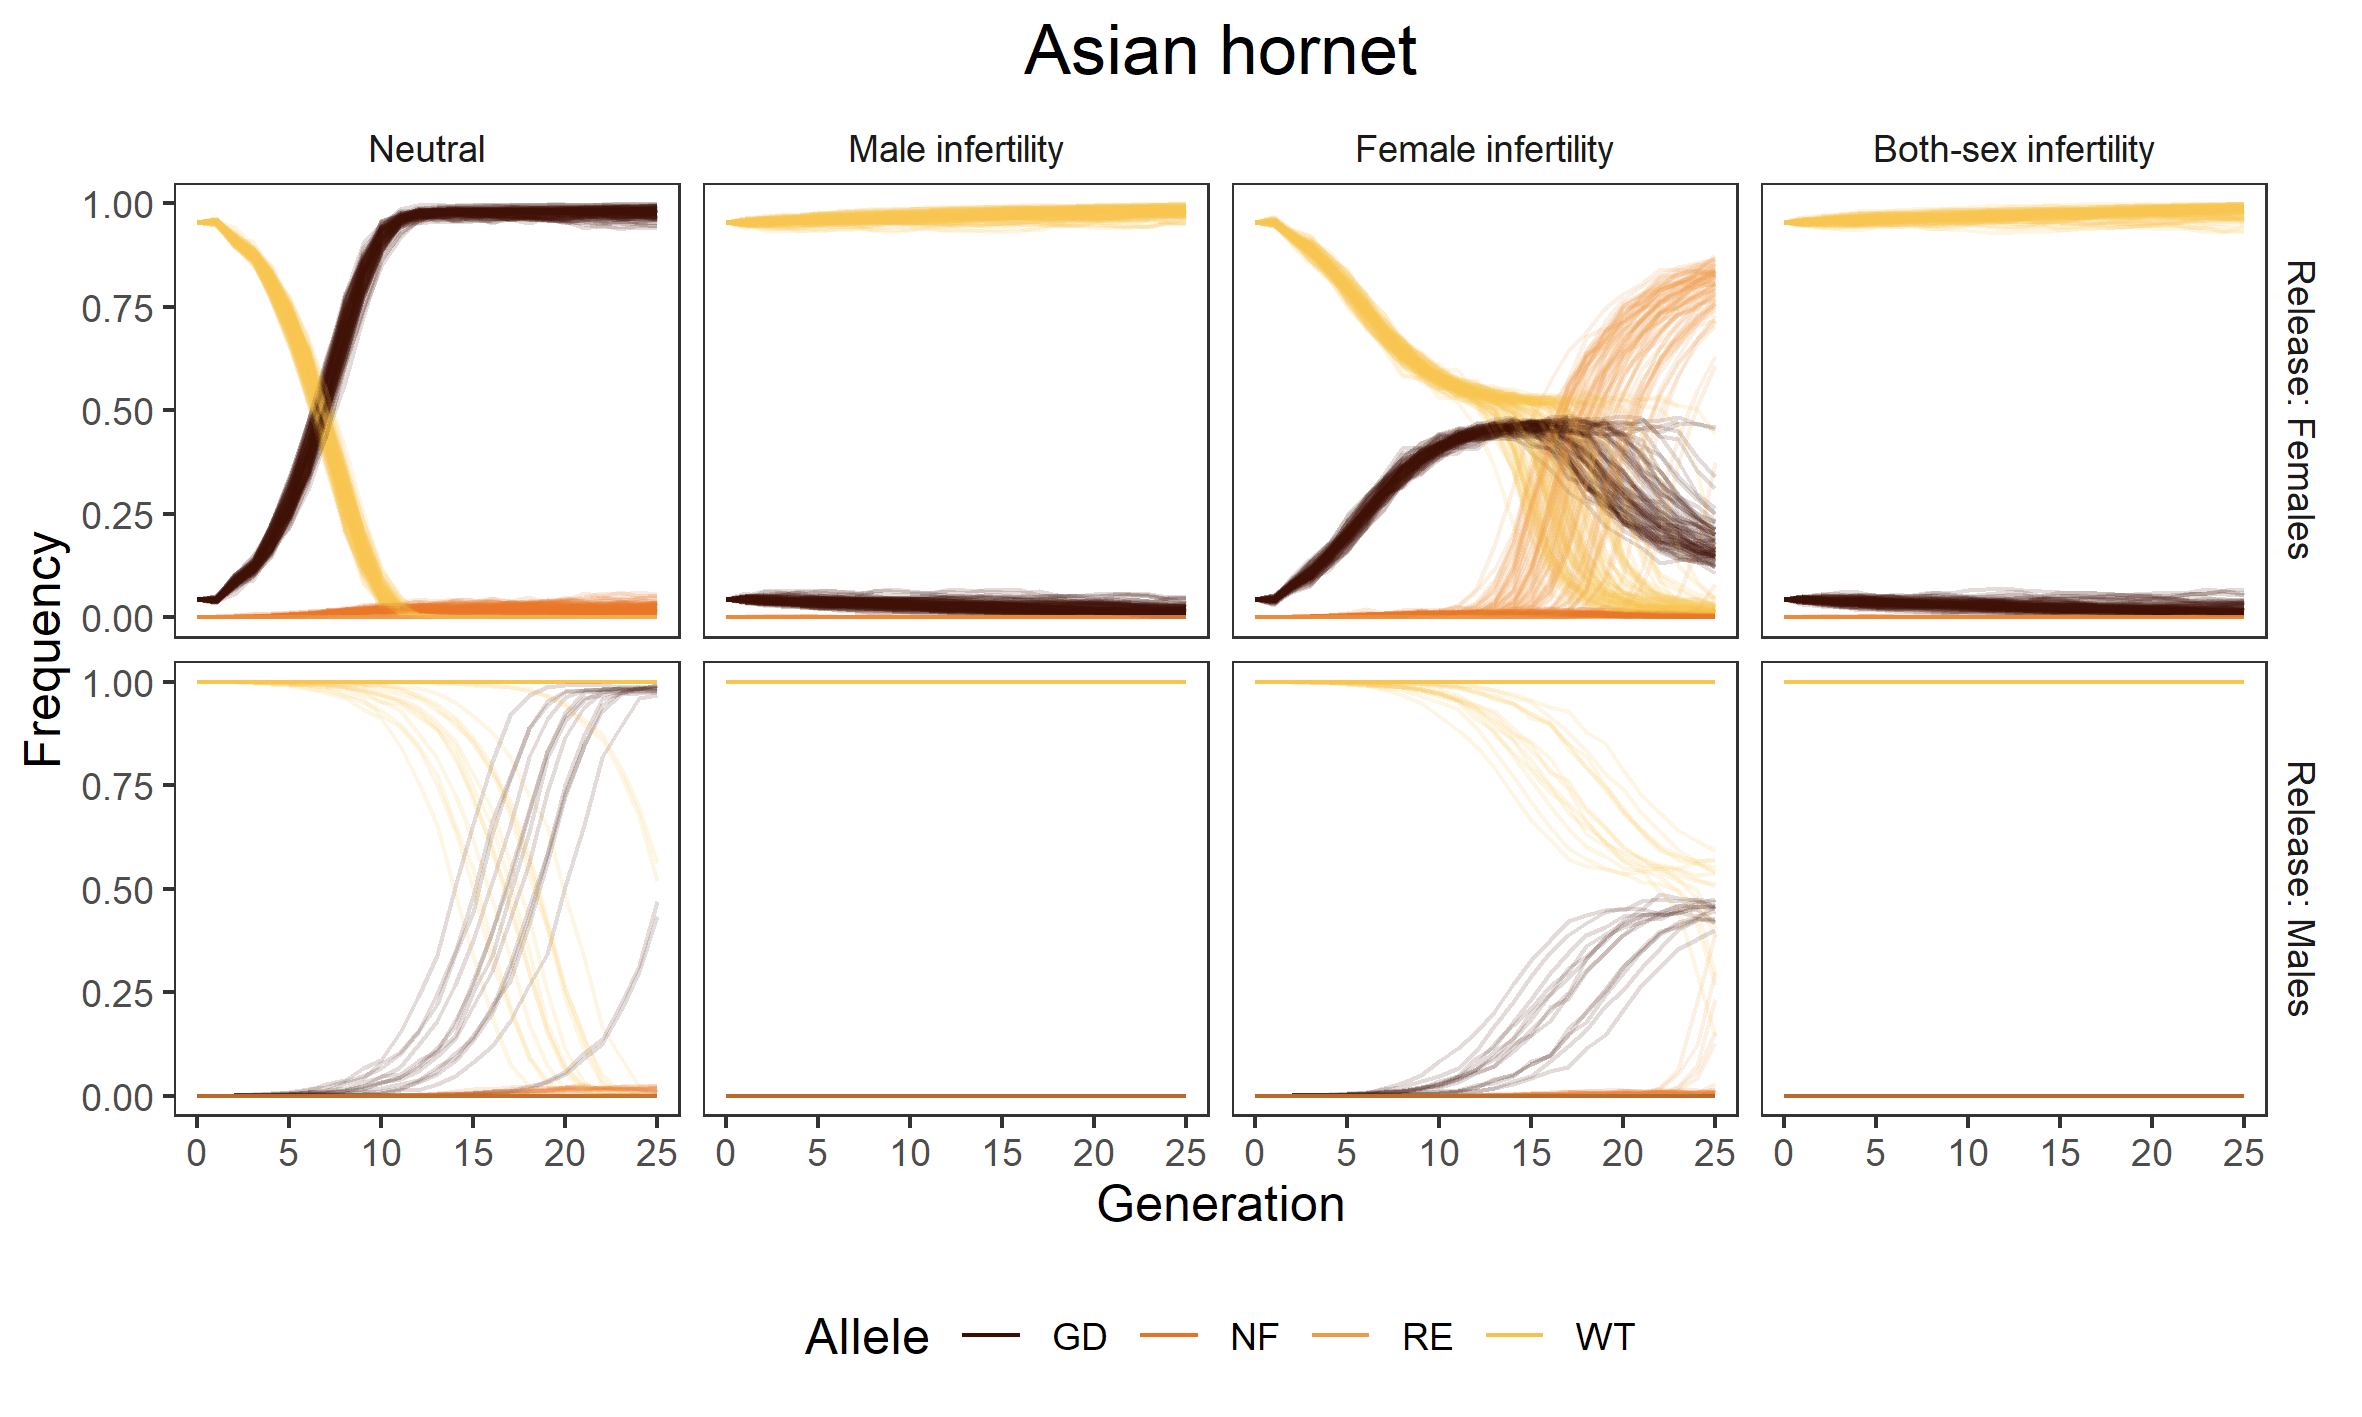 Asian hornet
Neutral Male infertility Female infertility Both-sex infertility
Frequency
1.00
0.75
0.50
0.25
0.00
Release: Females
1.00
0.75
0.50
0.25
0.00
Release: Males
0 5 10 15 20 25 0 5 10 15 20 25 0 5 10 15 20 25 0 5 10 15 20 25
Generation
Allele GD NF RE WT